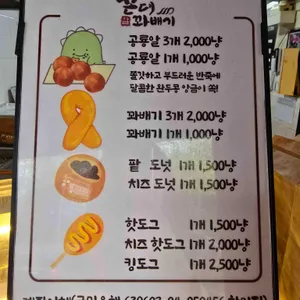 꽈배기
공룡알 3개 2,000냥
공룡알 1개 1,000냥
쫄깃하고 부드러운 반죽에
달콤한 완두콩 앙금이 쏙!
꽈배기 3개 2,000냥
꽈배기 1개 1,000냥
팥 도넛 1개 1,500냥
치즈 도넛 1개 1,500냥
핫도그 1개 1,500냥
치즈 핫도그 1개 2,000냥
킹도그 1개 2,500냥